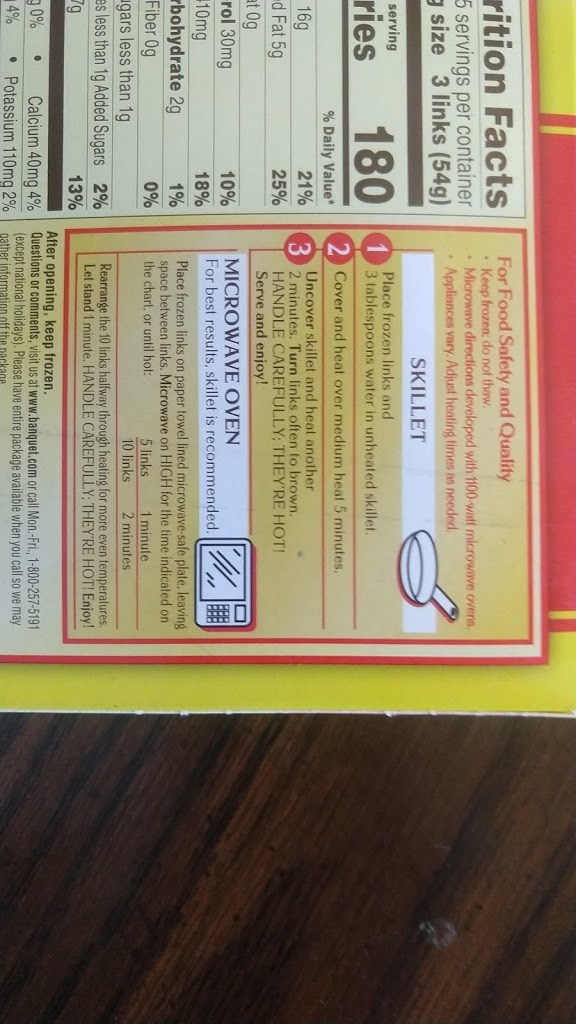 rition Facts
5 servings per container
g size 3 links (54g)
serving
ries 180
% Daily Value*
16g 21%
ed Fat 5g 25%
at 0g
rol 30mg 10%
410mg 18%
rbohydrate 2g 1%
Fiber 0g 0%
ugars less than 1g
es less than 1g Added Sugars 2%
7g 13%
g 0% • Calcium 40mg 4%
4% • Potassium 110mg 2%
For Food Safety and Quality
• Keep frozen; do not thaw.
• Microwave directions developed with 1100-watt microwave ovens.
• Appliances vary. Adjust heating times as needed.
SKILLET
1 Place frozen links and
3 tablespoons water in unheated skillet.
2 Cover and heat over medium heat 5 minutes.
3 Uncover skillet and heat another
2 minutes. Turn links often to brown.
HANDLE CAREFULLY; THEY'RE HOT!
Serve and enjoy!
MICROWAVE OVEN
For best results, skillet is recommended.
Place frozen links on paper towel lined microwave-safe plate, leaving
space between links. Microwave on HIGH for the time indicated on
the chart, or until hot:
5 links 1 minute
10 links 2 minutes
Rearrange the 10 links halfway through heating for more even temperatures.
Let stand 1 minute. HANDLE CAREFULLY; THEY'RE HOT! Enjoy!
After opening, keep frozen.
Questions or comments, visit us at www.banquet.com or call Mon.-Fri., 1-800-257-5191
(except national holidays). Please have entire package available when you call so we may
gather information off the package